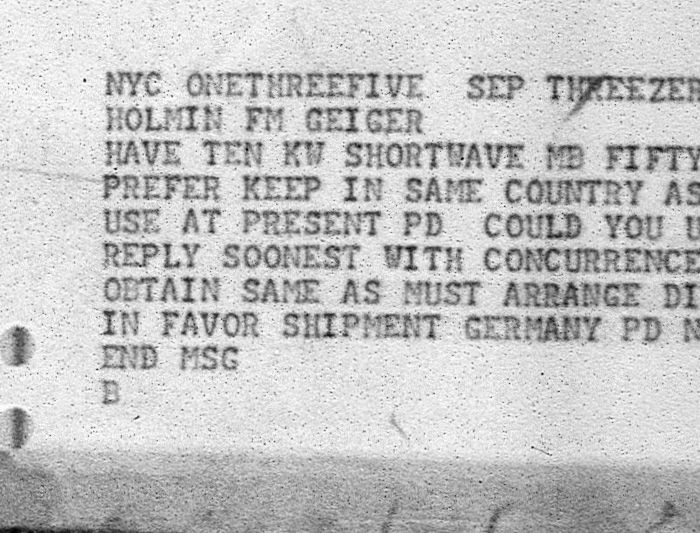 NYC ONETHREEFIVE SEP THREEZER
HOLMIN FM GEIGER
HAVE TEN KW SHORTWAVE MB FIFTY
PREFER KEEP IN SAME COUNTRY AS
USE AT PRESENT PD COULD YOU U
REPLY SOONEST WITH CONCURRENCE
OBTAIN SAME AS MUST ARRANGE DI
IN FAVOR SHIPMENT GERMANY PD N
END MSG
B